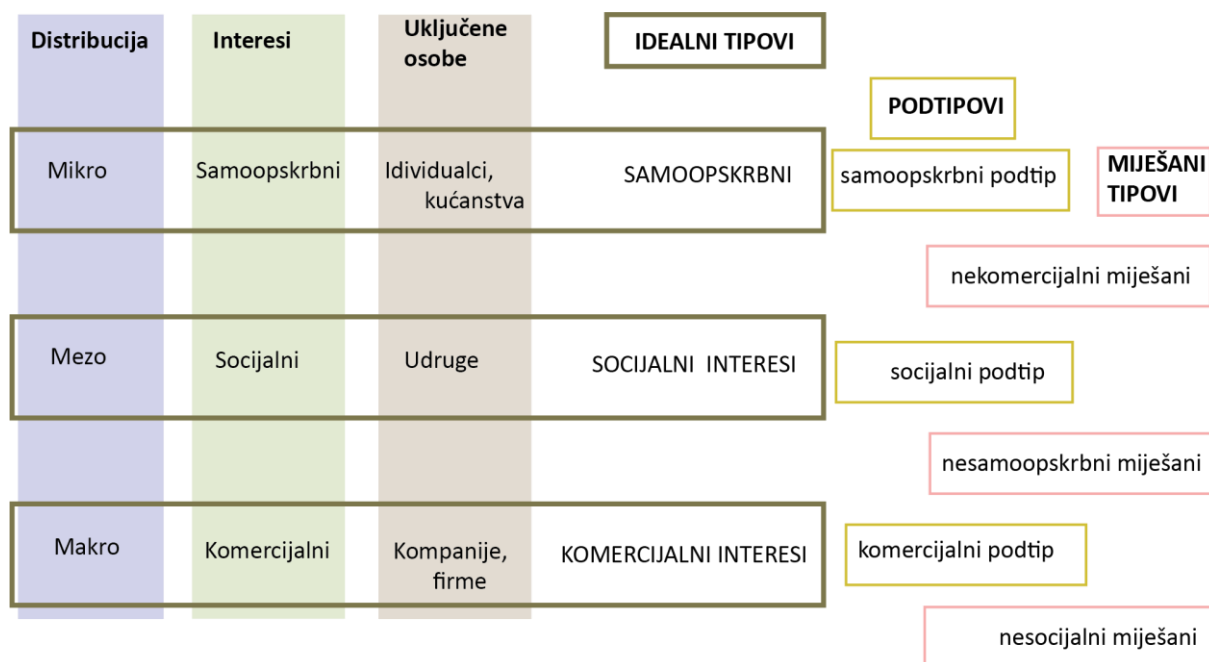 Distribucija
Interesi
Uključene
osobe
IDEALNI TIPOVI
PODTIPOVI
Mikro
Samoopskrbni
Idividualci,
kućanstva
SAMOOPSKRBNI
samoopskrbni podtip
MIJEŠANI
TIPOVI
nekomercijalni miješani
Mezo
Socijalni
Udruge
SOCIJALNI INTERESI
socijalni podtip
nesamoopskrbni miješani
Makro
Komercijalni
Kompanije,
firme
KOMERCIJALNI INTERESI
komercijalni podtip
nesocijalni miješani